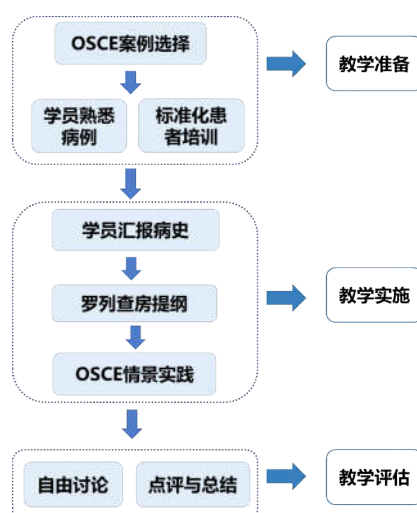 OSCE案例选择
教学准备
学员熟悉
病例
标准化患
者培训
学员汇报病史
罗列查房提纲
教学实施
OSCE情景实践
自由讨论
点评与总结
教学评估